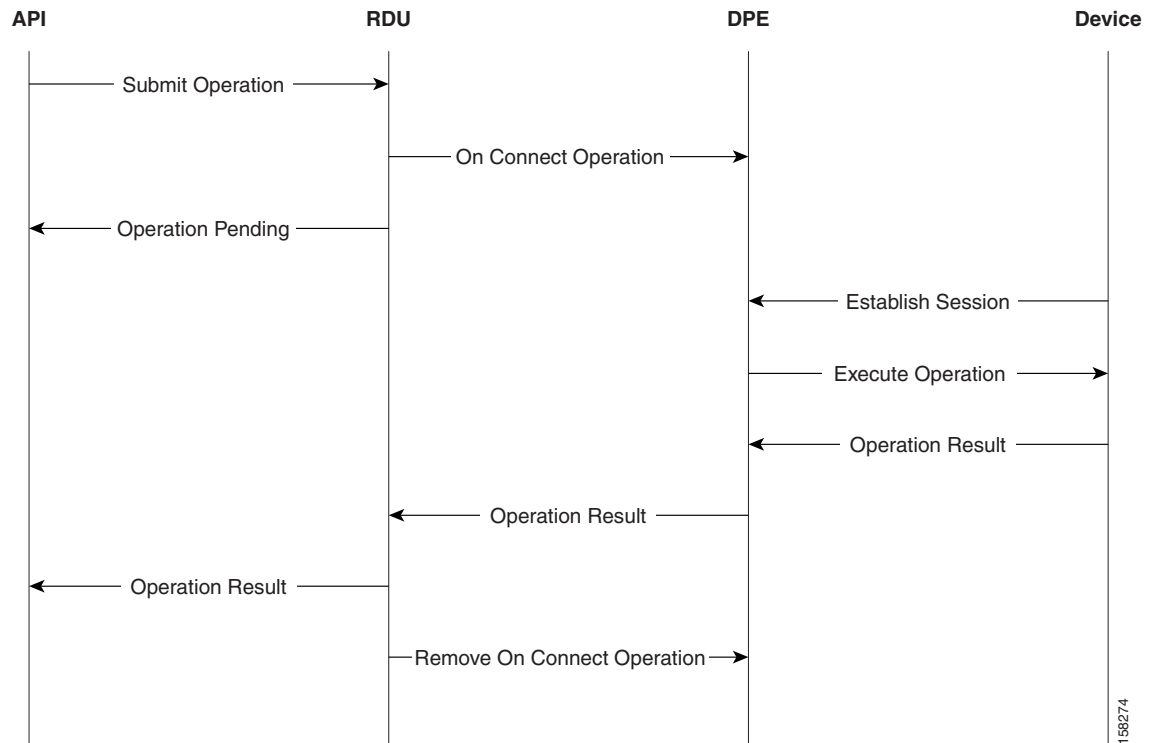 API
RDU
DPE
Device
Submit Operation
On Connect Operation
Operation Pending
Establish Session
Execute Operation
Operation Result
Operation Result
Operation Result
Remove On Connect Operation
158274